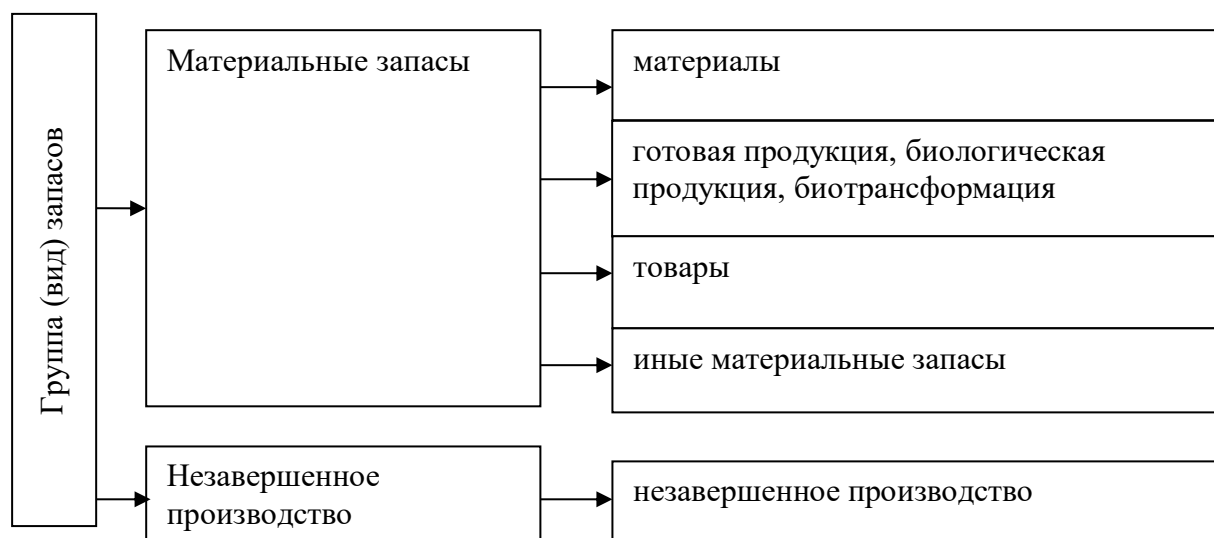 Группа (вид) запасов
Материальные запасы
материалы
готовая продукция, биологическая
продукция, биотрансформация
товары
иные материальные запасы
Незавершенное
производство
незавершенное производство